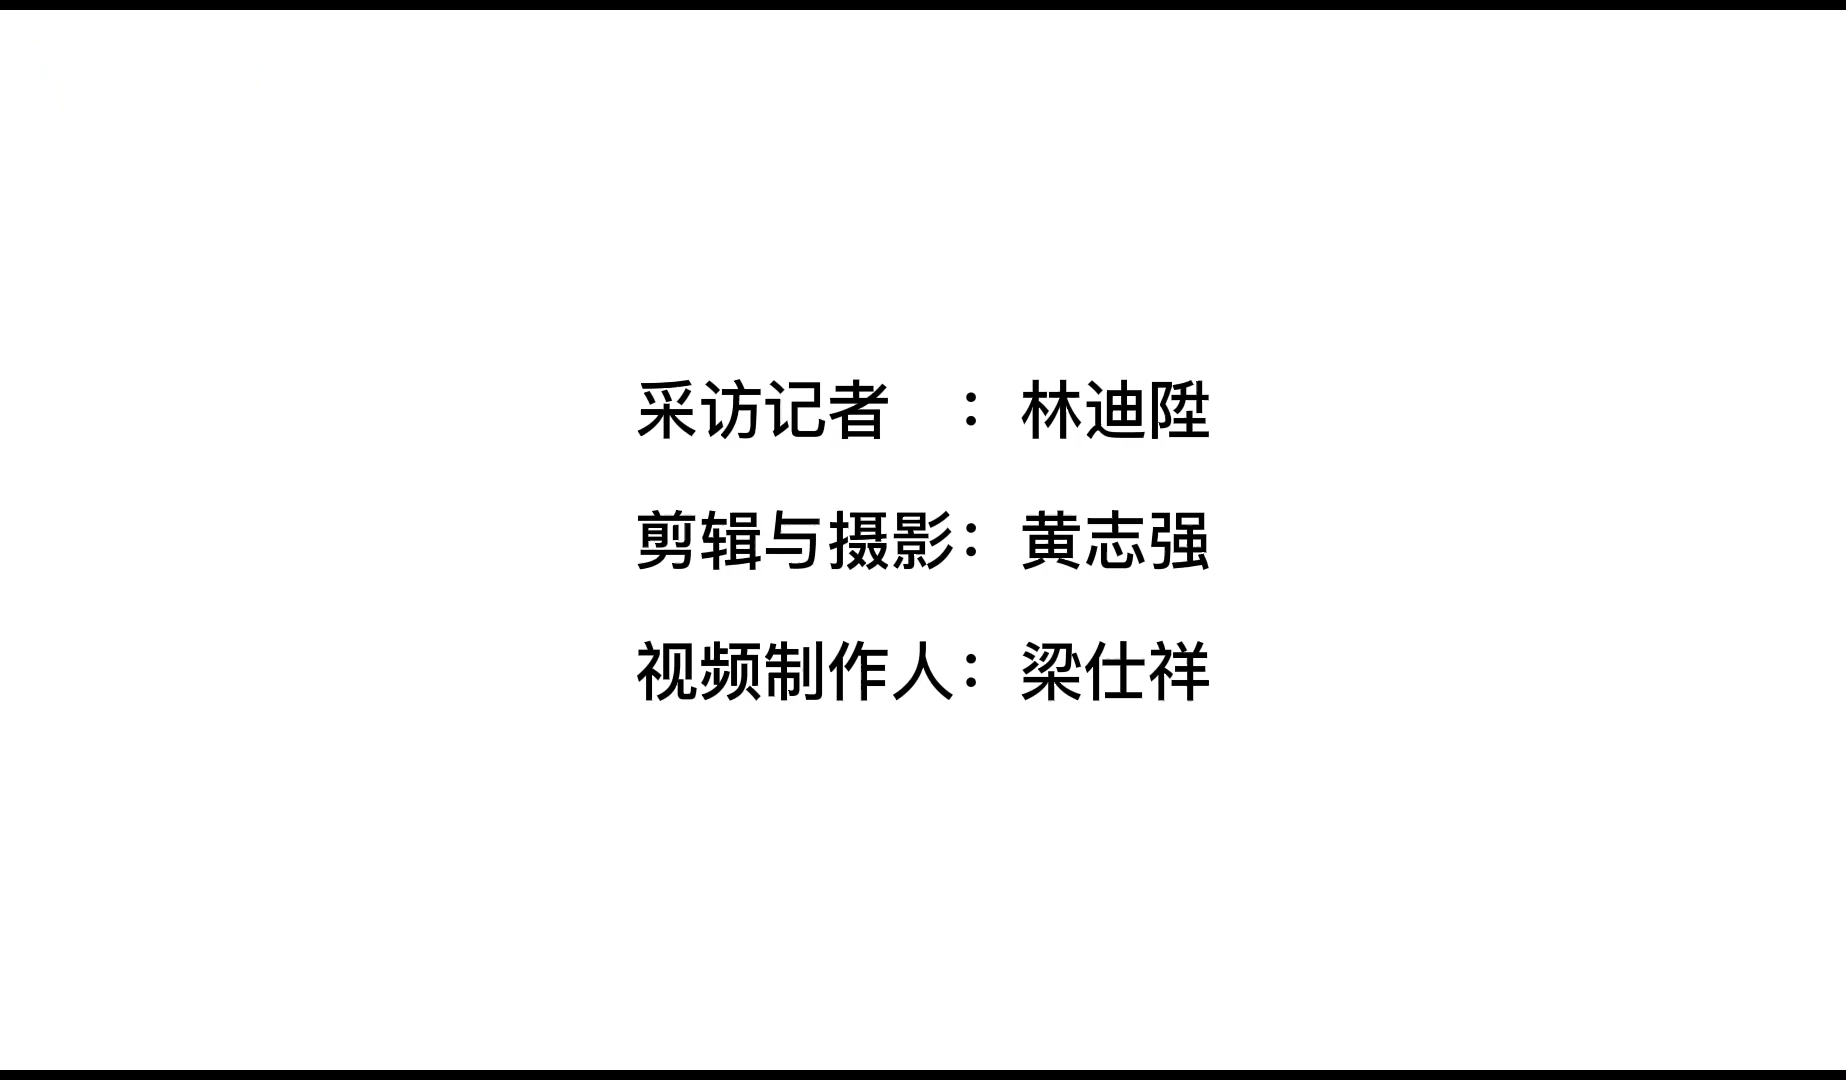 采访记者　：林迪陞
剪辑与摄影：黄志强
视频制作人：梁仕祥